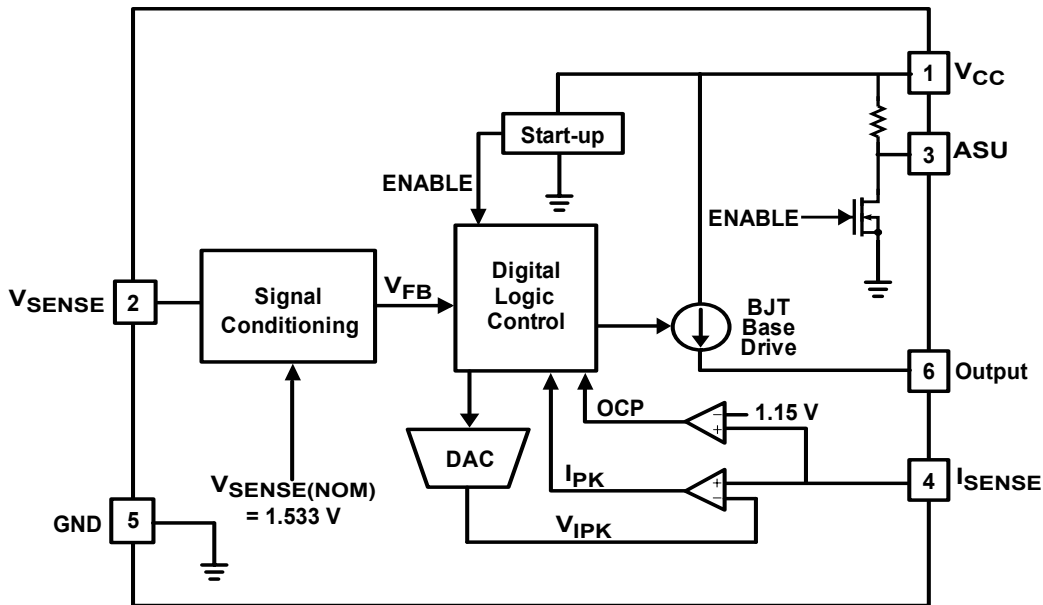 1
VCC
Start-up
3
ASU
ENABLE
ENABLE
VSENSE
2
Signal
Conditioning
VFB
Digital
Logic
Control
BJT
Base
Drive
6
Output
OCP
−
+
1.15 V
DAC
IPK
+
−
4
ISENSE
VSENSE(NOM)
= 1.533 V
VIPK
GND
5